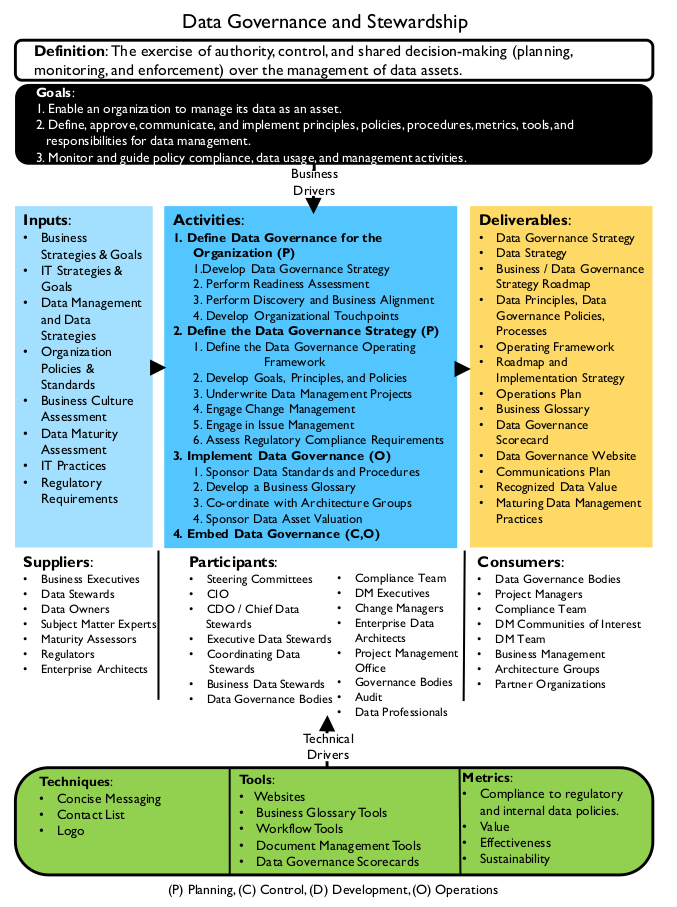 Data Governance and Stewardship
Definition: The exercise of authority, control, and shared decision-making (planning,
monitoring, and enforcement) over the management of data assets.
Goals:
1. Enable an organization to manage its data as an asset.
2. Define, approve, communicate, and implement principles, policies, procedures, metrics, tools, and
responsibilities for data management.
3. Monitor and guide policy compliance, data usage, and management activities.
Business
Drivers
Inputs:
• Business
Strategies & Goals
• IT Strategies &
Goals
• Data Management
and Data
Strategies
• Organization
Policies &
Standards
• Business Culture
Assessment
• Data Maturity
Assessment
• IT Practices
• Regulatory
Requirements
Activities:
1. Define Data Governance for the
Organization (P)
1.Develop Data Governance Strategy
2. Perform Readiness Assessment
3. Perform Discovery and Business Alignment
4. Develop Organizational Touchpoints
2. Define the Data Governance Strategy (P)
1. Define the Data Governance Operating
Framework
2. Develop Goals, Principles, and Policies
3. Underwrite Data Management Projects
4. Engage Change Management
5. Engage in Issue Management
6. Assess Regulatory Compliance Requirements
3. Implement Data Governance (O)
1. Sponsor Data Standards and Procedures
2. Develop a Business Glossary
3. Co-ordinate with Architecture Groups
4. Sponsor Data Asset Valuation
4. Embed Data Governance (C,O)
Deliverables:
• Data Governance Strategy
• Data Strategy
• Business / Data Governance
Strategy Roadmap
• Data Principles, Data
Governance Policies,
Processes
• Operating Framework
• Roadmap and
Implementation Strategy
• Operations Plan
• Business Glossary
• Data Governance
Scorecard
• Data Governance Website
• Communications Plan
• Recognized Data Value
• Maturing Data Management
Practices
Suppliers:
• Business Executives
• Data Stewards
• Data Owners
• Subject Matter Experts
• Maturity Assessors
• Regulators
• Enterprise Architects
Participants:
• Steering Committees
• CIO
• CDO / Chief Data
Stewards
• Executive Data Stewards
• Coordinating Data
Stewards
• Business Data Stewards
• Data Governance Bodies
• Compliance Team
• DM Executives
• Change Managers
• Enterprise Data
Architects
• Project Management
Office
• Governance Bodies
• Audit
• Data Professionals
Consumers:
• Data Governance Bodies
• Project Managers
• Compliance Team
• DM Communities of Interest
• DM Team
• Business Management
• Architecture Groups
• Partner Organizations
Technical
Drivers
Techniques:
• Concise Messaging
• Contact List
• Logo
Tools:
• Websites
• Business Glossary Tools
• Workflow Tools
• Document Management Tools
• Data Governance Scorecards
Metrics:
• Compliance to regulatory
and internal data policies.
• Value
• Effectiveness
• Sustainability
(P) Planning, (C) Control, (D) Development, (O) Operations